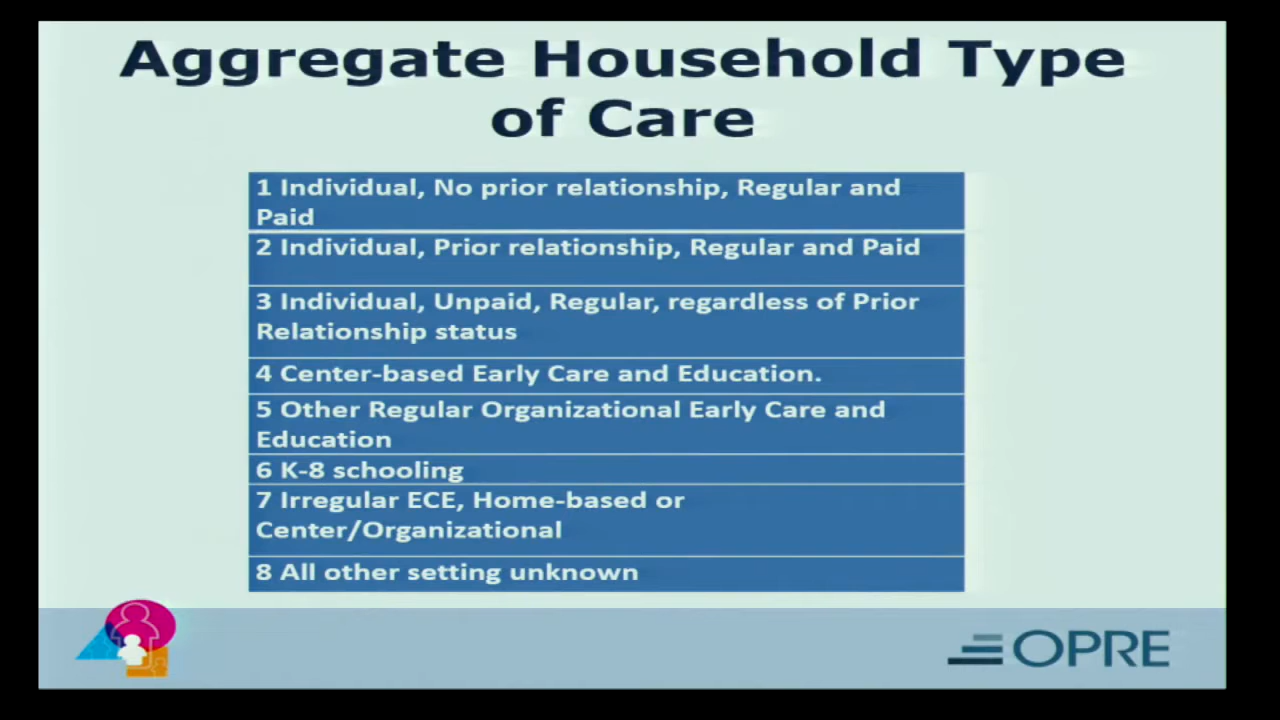 Aggregate Household Type
of Care
1 Individual, No prior relationship, Regular and
Paid
2 Individual, Prior relationship, Regular and Paid
3 Individual, Unpaid, Regular, regardless of Prior
Relationship status
4 Center-based Early Care and Education.
5 Other Regular Organizational Early Care and
Education
6 K-8 schooling
7 Irregular ECE, Home-based or
Center/Organizational
8 All other setting unknown
OPRE